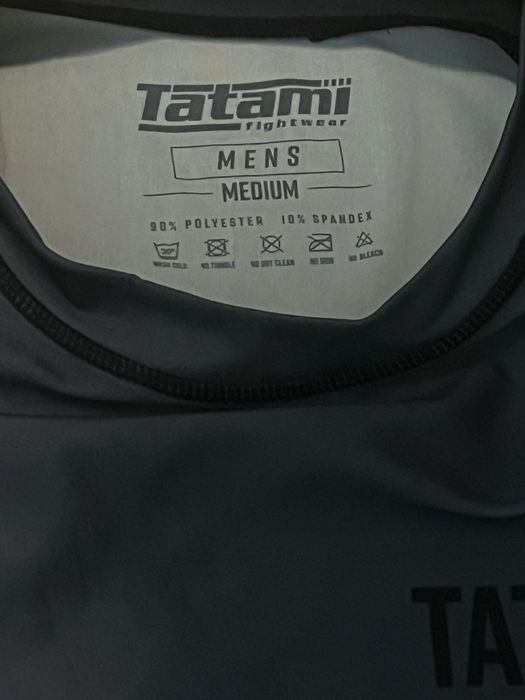 Tatami
fightwear
MENS
MEDIUM
90% POLYESTER 10% SPANDEX
30°
WASH COLD NO TUMBLE NO DRY CLEAN NO IRON NO BLEACH
TAT